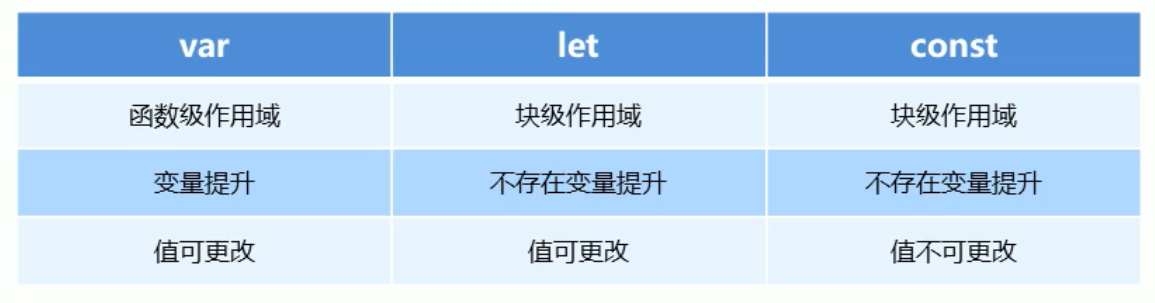 var let const
函数级作用域 块级作用域 块级作用域
变量提升 不存在变量提升 不存在变量提升
值可更改 值可更改 值不可更改